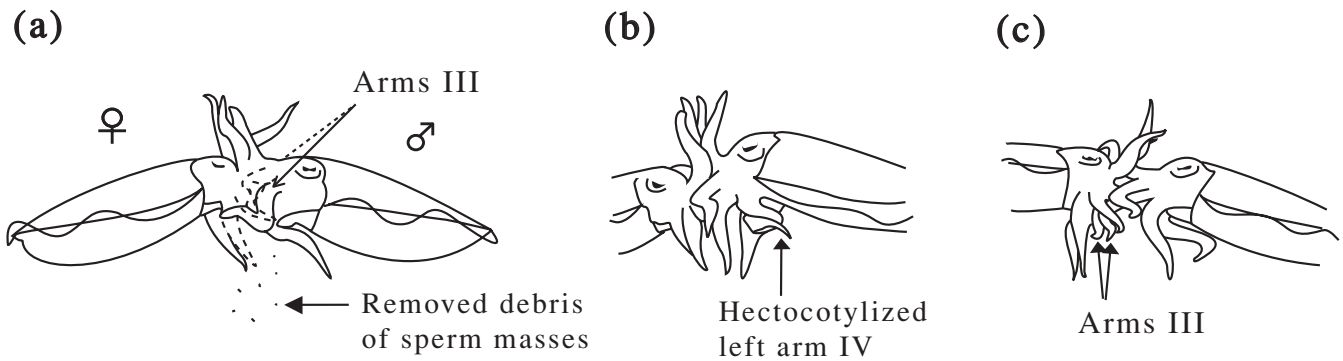 (a)
Arms III
♀
♂
Removed debris
of sperm masses
(b)
Hectocotylized
left arm IV
(c)
Arms III